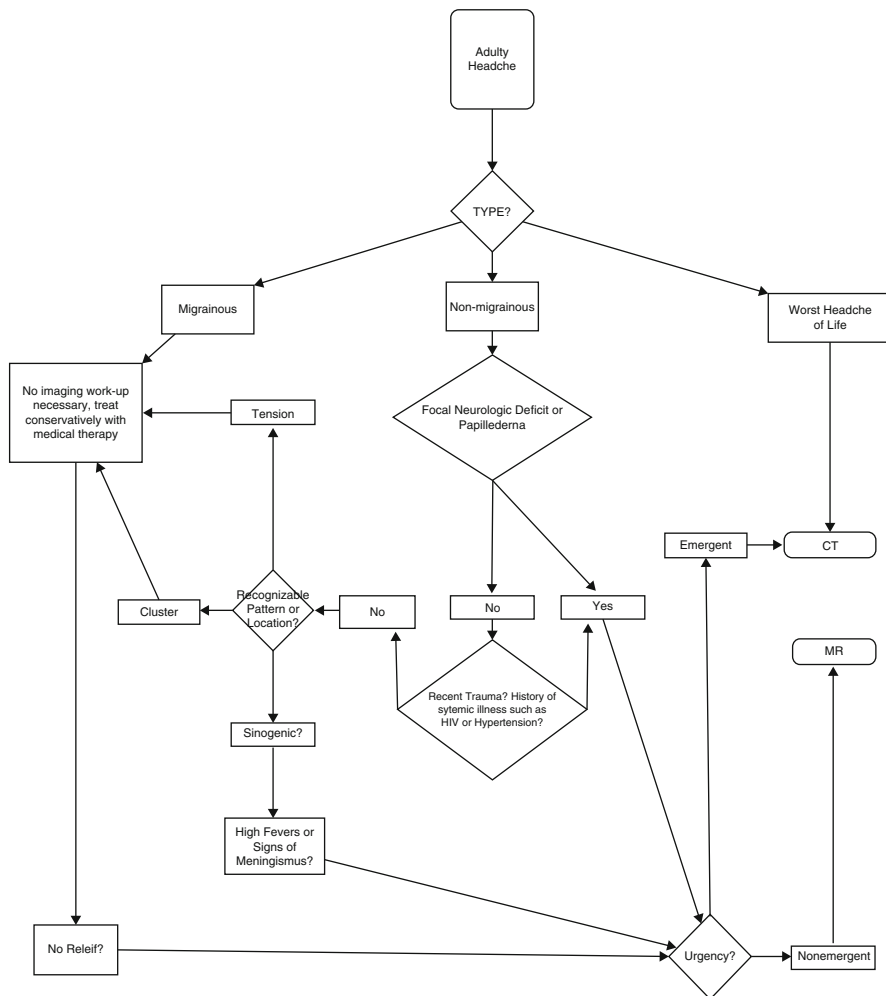 Adulty
Headche
TYPE?
Migrainous
Non-migrainous
Worst Headche
of Life
No imaging work-up
necessary, treat
conservatively with
medical therapy
Tension
Focal Neurologic Deficit or
Papillederna
Emergent
CT
Cluster
Recognizable
Pattern or
Location?
No
No
Yes
MR
Recent Trauma? History of
sytemic illness such as
HIV or Hypertension?
Sinogenic?
High Fevers or
Signs of
Meningismus?
No Releif?
Urgency?
Nonemergent